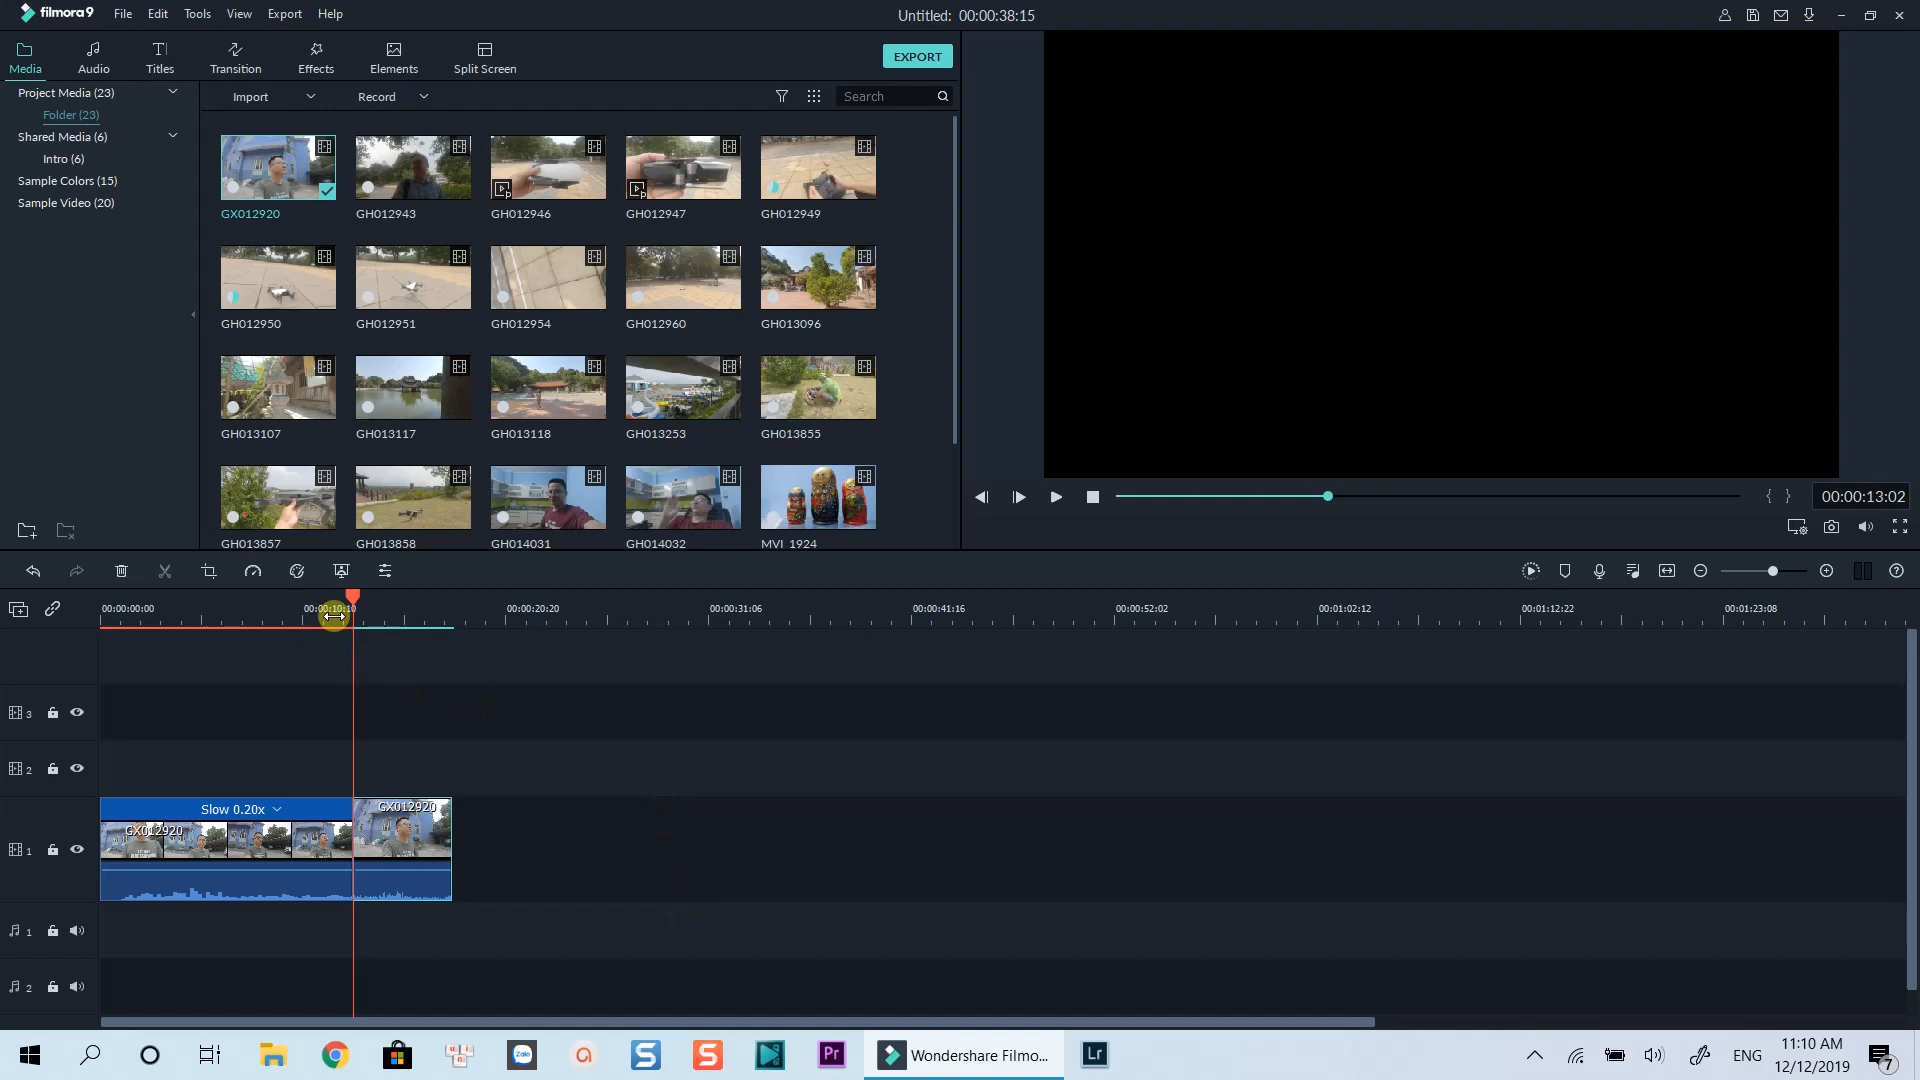 filmora9 File Edit Tools View Export Help Untitled: 00:00:38:15
Media Audio Titles Transition Effects Elements Split Screen EXPORT
Project Media (23)
Folder (23)
Shared Media (6)
Intro (6)
Sample Colors (15)
Sample Video (20)
Import Record Search
GX012920 GH012943 GH012946 GH012947 GH012949
GH012950 GH012951 GH012954 GH012960 GH013096
GH013107 GH013117 GH013118 GH013253 GH013855
GH013857 GH013858 GH014031 GH014032 MVI_1924
00:00:13:02
00:00:00:00 00:00:10:10 00:00:20:20 00:00:31:06 00:00:41:16 00:00:52:02 00:01:02:12 00:01:12:22 00:01:23:08
3
2
Slow 0.20x
GX012920
GX012920
1
1
2
Zalo
Pr
Wondershare Filmo...
Lr
ENG
11:10 AM
12/12/2019
7